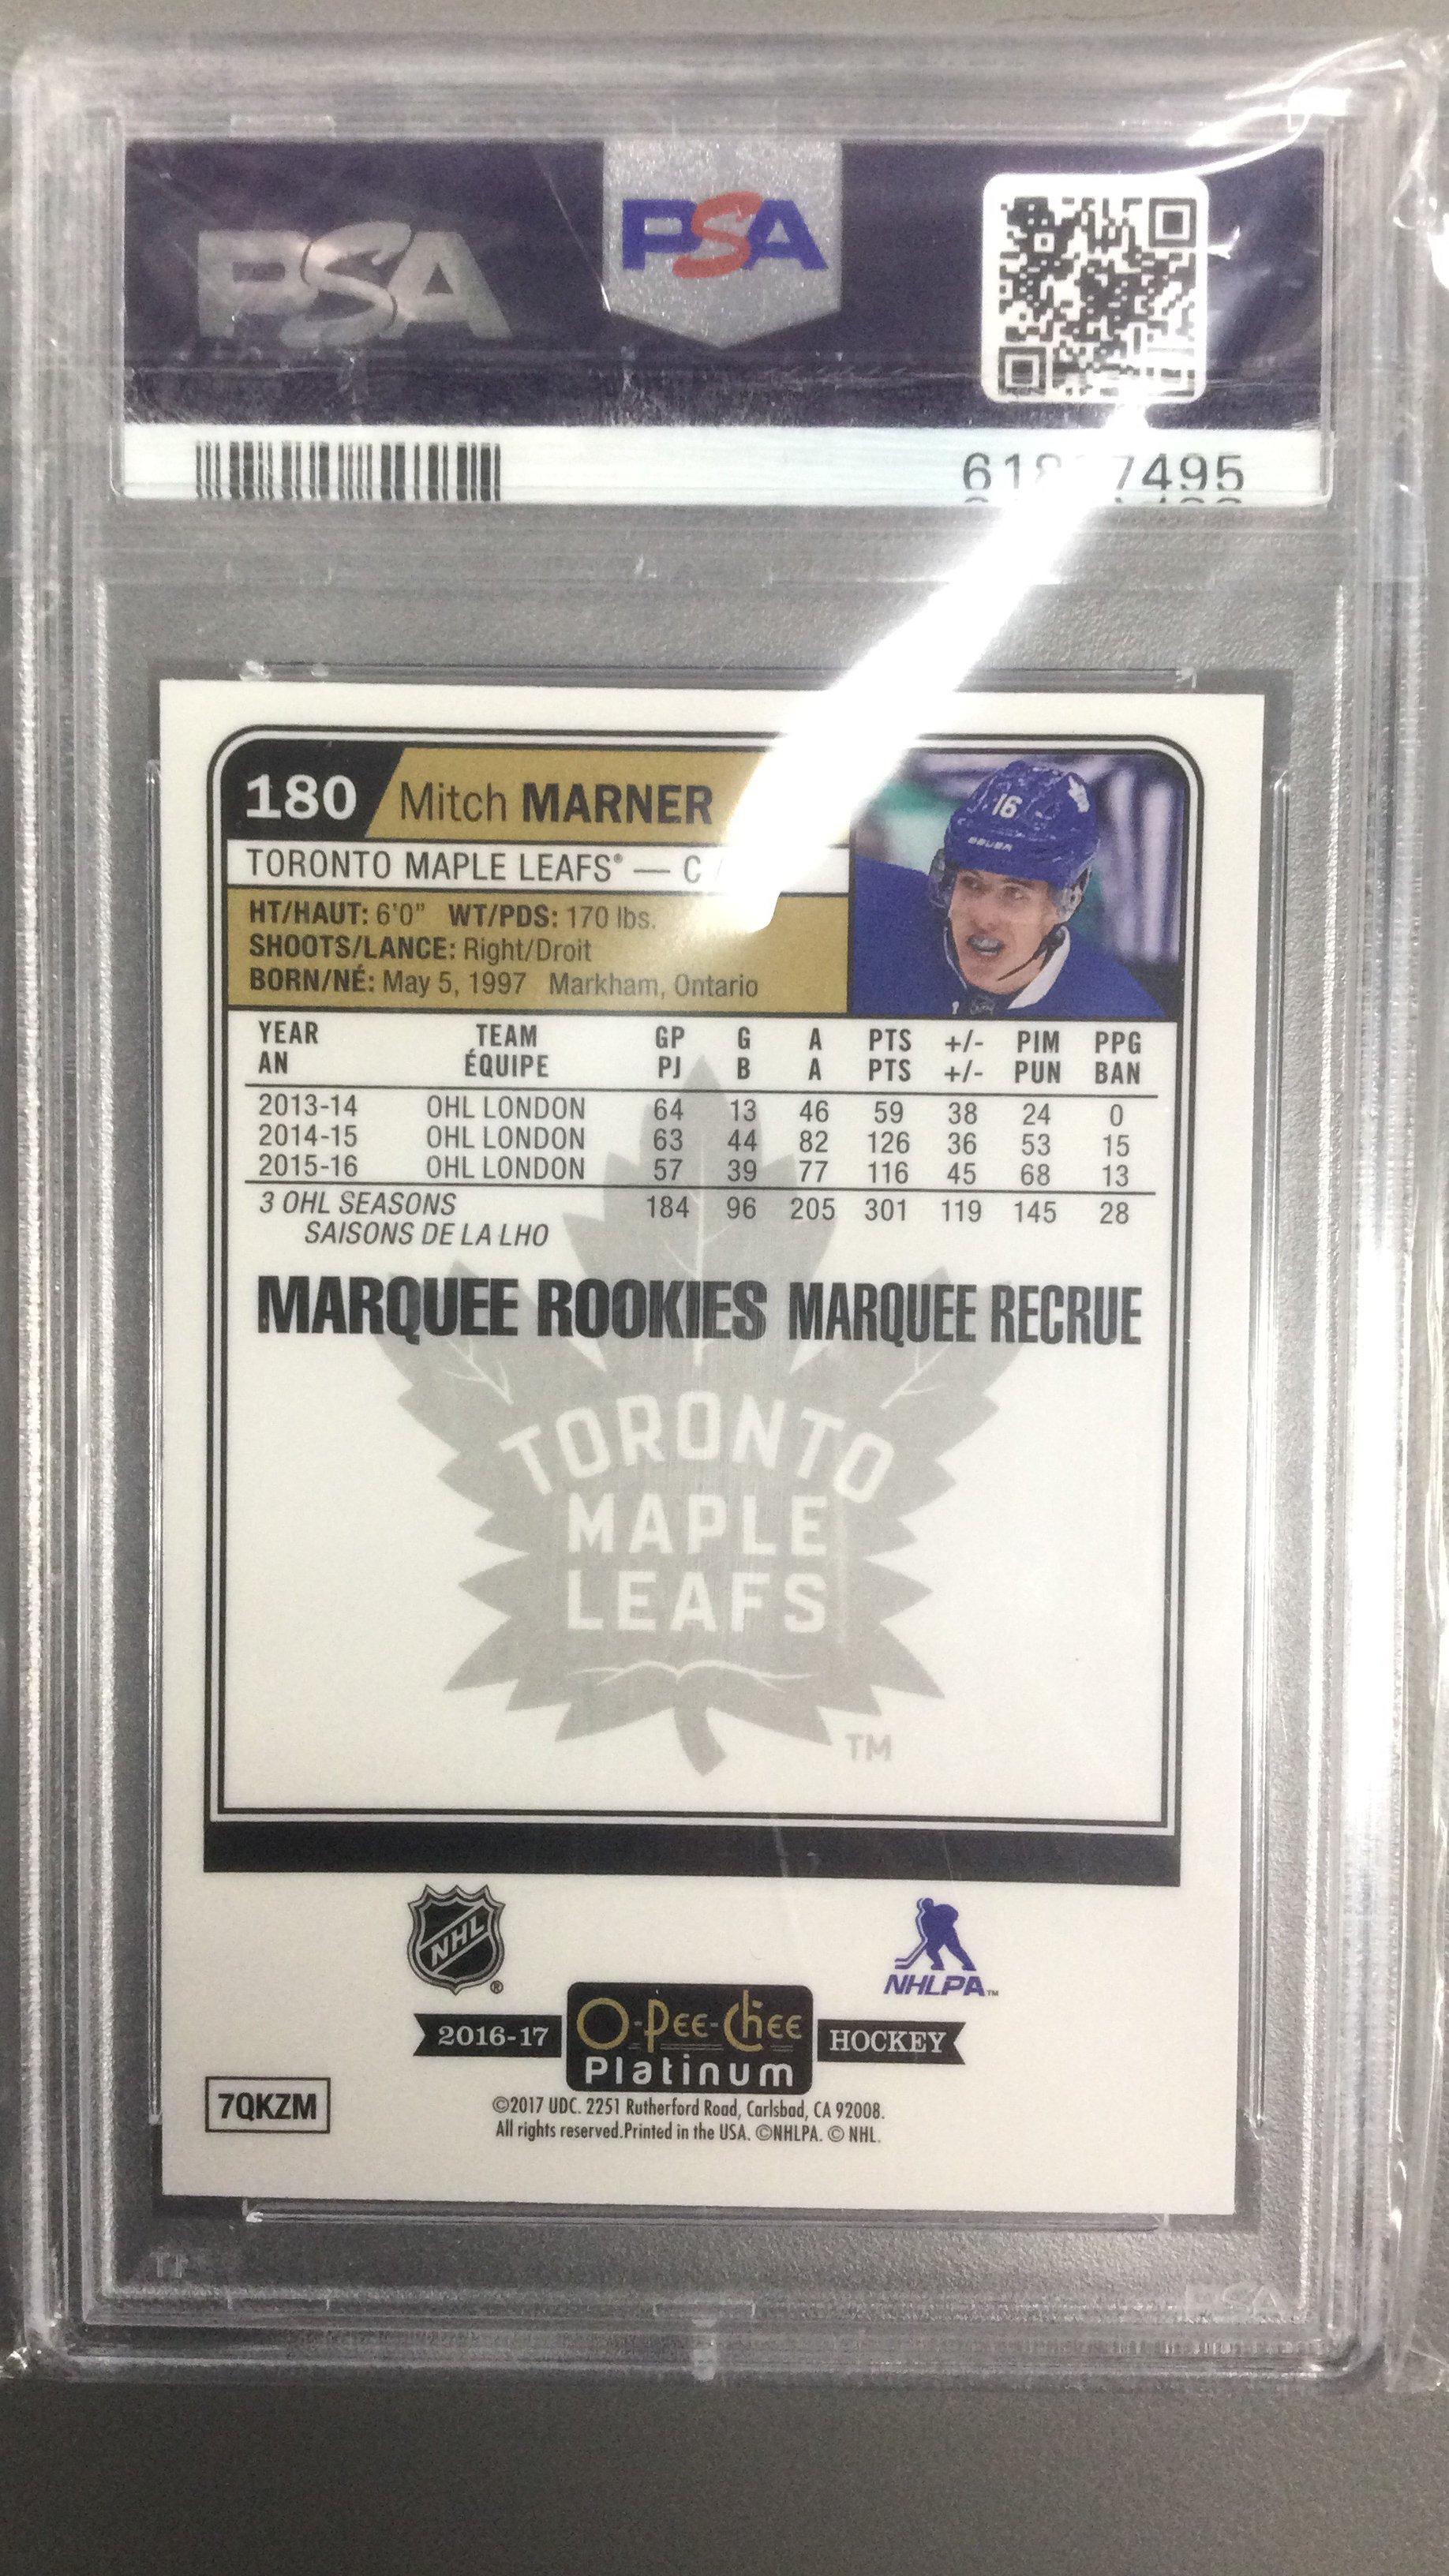 PSA
PSA
7495
180 Mitch MARNER
TORONTO MAPLE LEAFS® — C
HT/HAUT: 6'0" WT/PDS: 170 lbs.
SHOOTS/LANCE: Right/Droit
BORN/NÉ: May 5, 1997 Markham, Ontario
16
BAUER
YEAR TEAM GP G A PTS +/- PIM PPG
AN ÉQUIPE PJ B A PTS +/- PUN BAN
2013-14 OHL LONDON 64 13 46 59 38 24 0
2014-15 OHL LONDON 63 44 82 126 36 53 15
2015-16 OHL LONDON 57 39 77 116 45 68 13
3 OHL SEASONS 184 96 205 301 119 145 28
SAISONS DE LA LHO
MARQUEE ROOKIES MARQUEE RECRUE
TORONTO
MAPLE
LEAFS
TM
NHL ®
NHLPA™
2016-17 O-Pee-Chee HOCKEY
Platinum
7QKZM
©2017 UDC. 2251 Rutherford Road, Carlsbad, CA 92008.
All rights reserved.Printed in the USA. ©NHLPA. © NHL.
PSA